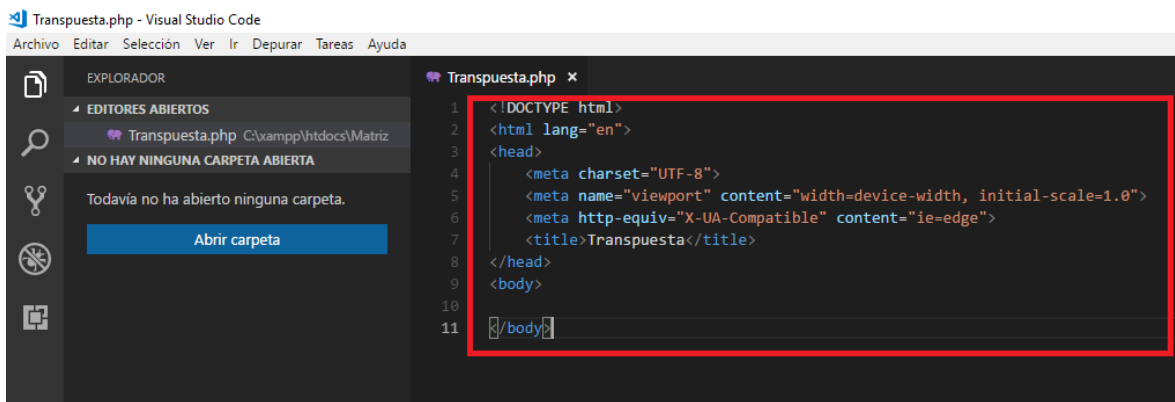 Transpuesta.php - Visual Studio Code
Archivo Editar Selección Ver Ir Depurar Tareas Ayuda
EXPLORADOR
EDITORES ABIERTOS
Transpuesta.php C:\xampp\htdocs\Matriz
NO HAY NINGUNA CARPETA ABIERTA
Todavía no ha abierto ninguna carpeta.
Abrir carpeta
Transpuesta.php ×
1 <!DOCTYPE html>
2 <html lang="en">
3 <head>
4     <meta charset="UTF-8">
5     <meta name="viewport" content="width=device-width, initial-scale=1.0">
6     <meta http-equiv="X-UA-Compatible" content="ie=edge">
7     <title>Transpuesta</title>
8 </head>
9 <body>
10
11 </body>